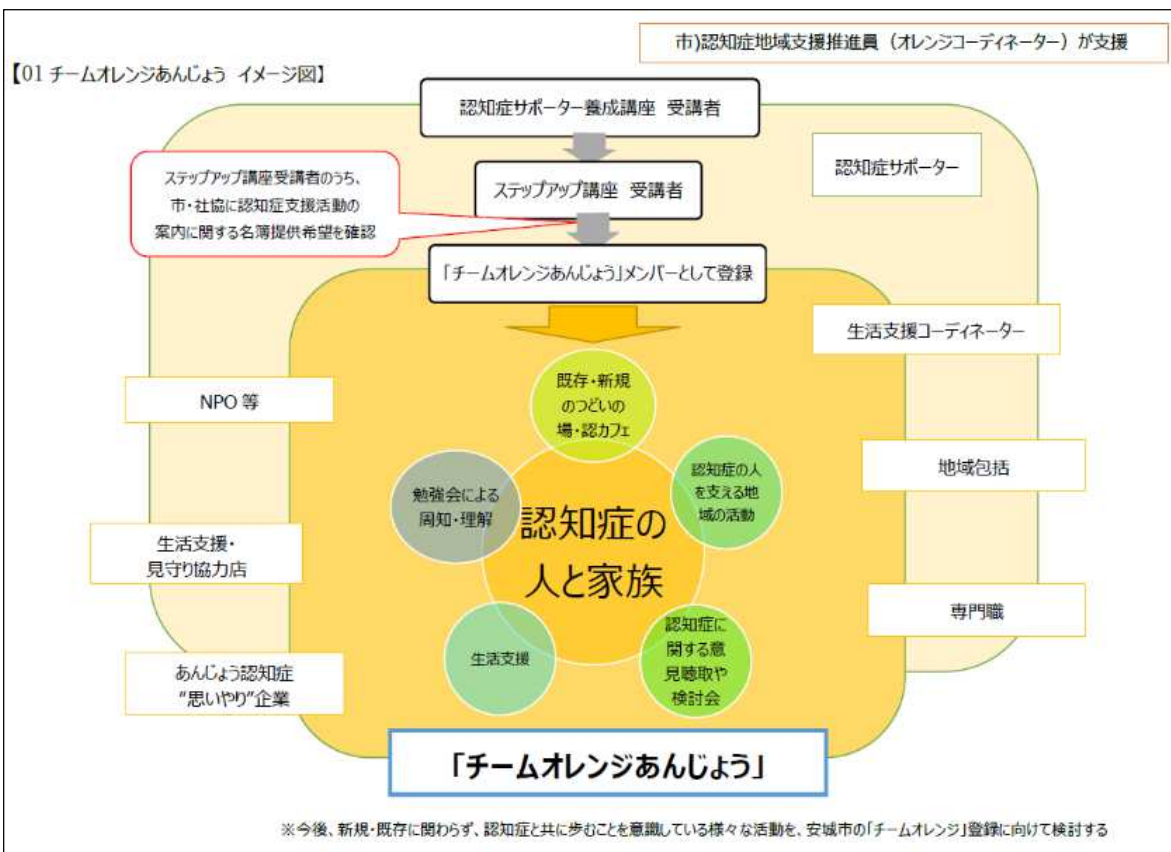 市)認知症地域支援推進員（オレンジコーディネーター）が支援
【01 チームオレンジあんじょう イメージ図】
認知症サポーター養成講座 受講者
認知症サポーター
ステップアップ講座受講者のうち、
市・社協に認知症支援活動の
案内に関する名簿提供希望を確認
ステップアップ講座 受講者
「チームオレンジあんじょう」メンバーとして登録
生活支援コーディネーター
NPO 等
既存・新規
のつどいの
場・認カフェ
地域包括
認知症の人
を支える地
域の活動
勉強会による
周知・理解
認知症の
人と家族
生活支援・
見守り協力店
専門職
認知症に
関する意
見聴取や
検討会
生活支援
あんじょう認知症
“思いやり”企業
「チームオレンジあんじょう」
※今後、新規・既存に関わらず、認知症と共に歩むことを意識している様々な活動を、安城市の「チームオレンジ」登録に向けて検討する